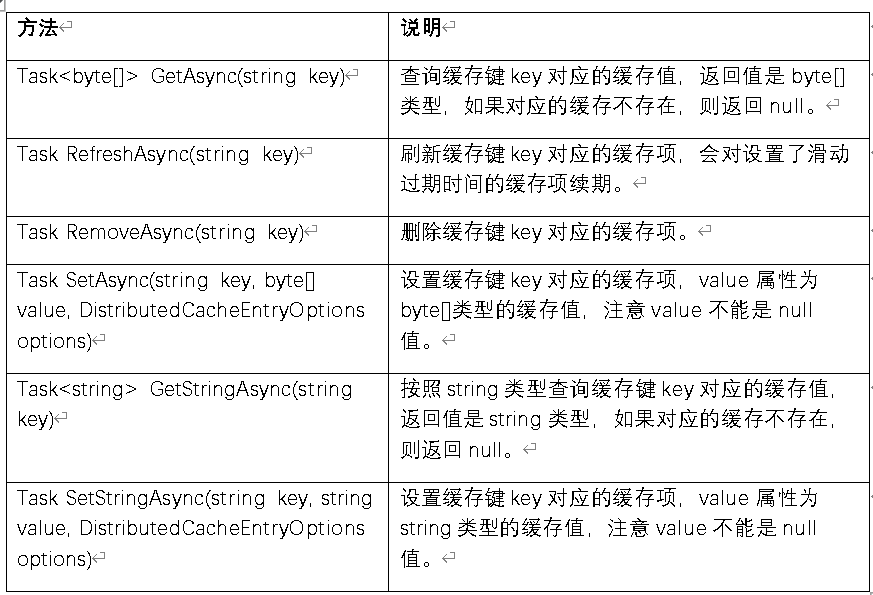 方法
说明
Task<byte[]> GetAsync(string key)
查询缓存键 key 对应的缓存值，返回值是 byte[]
类型，如果对应的缓存不存在，则返回 null。
Task RefreshAsync(string key)
刷新缓存键 key 对应的缓存项，会对设置了滑动
过期时间的缓存项续期。
Task RemoveAsync(string key)
删除缓存键 key 对应的缓存项。
Task SetAsync(string key, byte[]
value, DistributedCacheEntryOptions
options)
设置缓存键 key 对应的缓存项，value 属性为
byte[]类型的缓存值，注意 value 不能是 null
值。
Task<string> GetStringAsync(string
key)
按照 string 类型查询缓存键 key 对应的缓存值，
返回值是 string 类型，如果对应的缓存不存在，
则返回 null。
Task SetStringAsync(string key, string
value, DistributedCacheEntryOptions
options)
设置缓存键 key 对应的缓存项，value 属性为
string 类型的缓存值，注意 value 不能是 null
值。